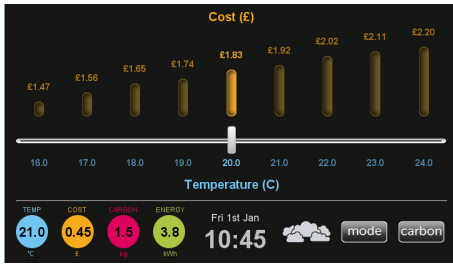 Cost (£)
£1.47 £1.56 £1.65 £1.74 £1.83 £1.92 £2.02 £2.11 £2.20
16.0 17.0 18.0 19.0 20.0 21.0 22.0 23.0 24.0
Temperature (C)
TEMP COST CARBON ENERGY
21.0 0.45 1.5 3.8
°C £ kg kWh
Fri 1st Jan
10:45
mode carbon